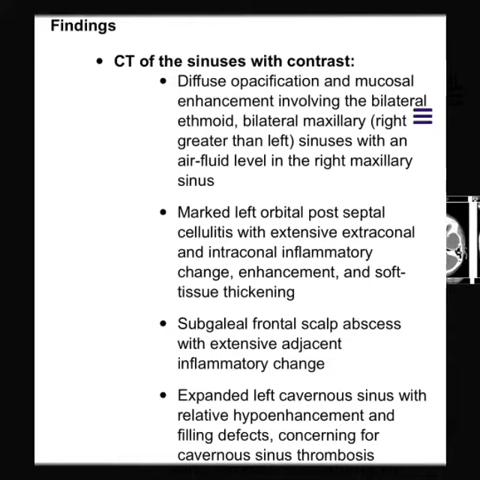 Findings
• CT of the sinuses with contrast:
• Diffuse opacification and mucosal
enhancement involving the bilateral
ethmoid, bilateral maxillary (right
greater than left) sinuses with an
air-fluid level in the right maxillary
sinus
• Marked left orbital post septal
cellulitis with extensive extraconal
and intraconal inflammatory
change, enhancement, and soft-
tissue thickening
• Subgaleal frontal scalp abscess
with extensive adjacent
inflammatory change
• Expanded left cavernous sinus with
relative hypoenhancement and
filling defects, concerning for
cavernous sinus thrombosis